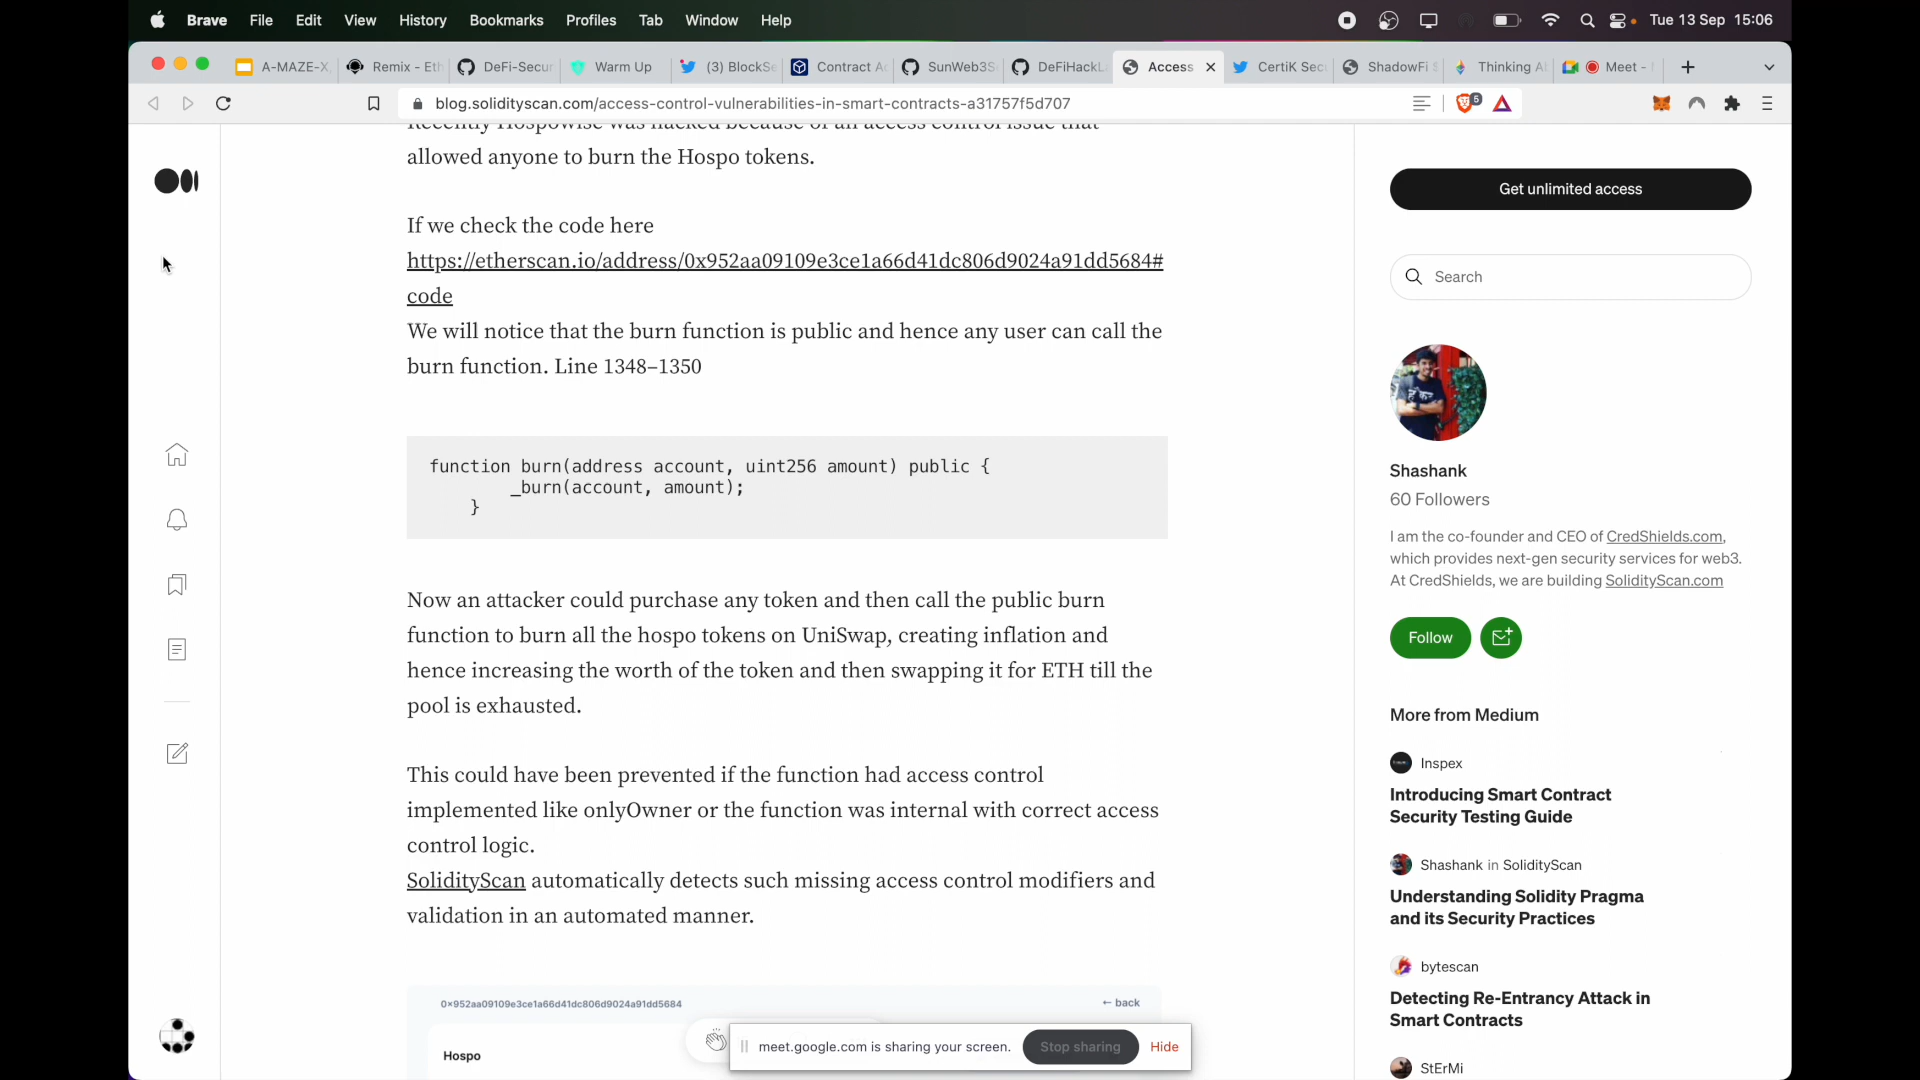 Brave File Edit View History Bookmarks Profiles Tab Window Help
Tue 13 Sep 15:06
A-MAZE-X
Remix - Eth
DeFi-Secur
Warm Up
(3) BlockSe
Contract A
SunWeb3S
DeFiHackL
Access
CertiK Sec
ShadowFi S
Thinking A
Meet -
blog.solidityscan.com/access-control-vulnerabilities-in-smart-contracts-a31757f5d707
5
Recently Hospowise was hacked because of an access control issue that
allowed anyone to burn the Hospo tokens.
If we check the code here
https://etherscan.io/address/0x952aa09109e3ce1a66d41dc806d9024a91dd5684#
code
We will notice that the burn function is public and hence any user can call the
burn function. Line 1348–1350
function burn(address account, uint256 amount) public {
_burn(account, amount);
}
Now an attacker could purchase any token and then call the public burn
function to burn all the hospo tokens on UniSwap, creating inflation and
hence increasing the worth of the token and then swapping it for ETH till the
pool is exhausted.
This could have been prevented if the function had access control
implemented like onlyOwner or the function was internal with correct access
control logic.
SolidityScan automatically detects such missing access control modifiers and
validation in an automated manner.
0x952aa09109e3ce1a66d41dc806d9024a91dd5684
← back
Hospo
meet.google.com is sharing your screen.
Stop sharing
Hide
Get unlimited access
Search
Shashank
60 Followers
I am the co-founder and CEO of CredShields.com,
which provides next-gen security services for web3.
At CredShields, we are building SolidityScan.com
Follow
More from Medium
Inspex
Introducing Smart Contract
Security Testing Guide
Shashank in SolidityScan
Understanding Solidity Pragma
and its Security Practices
bytescan
Detecting Re-Entrancy Attack in
Smart Contracts
StErMi